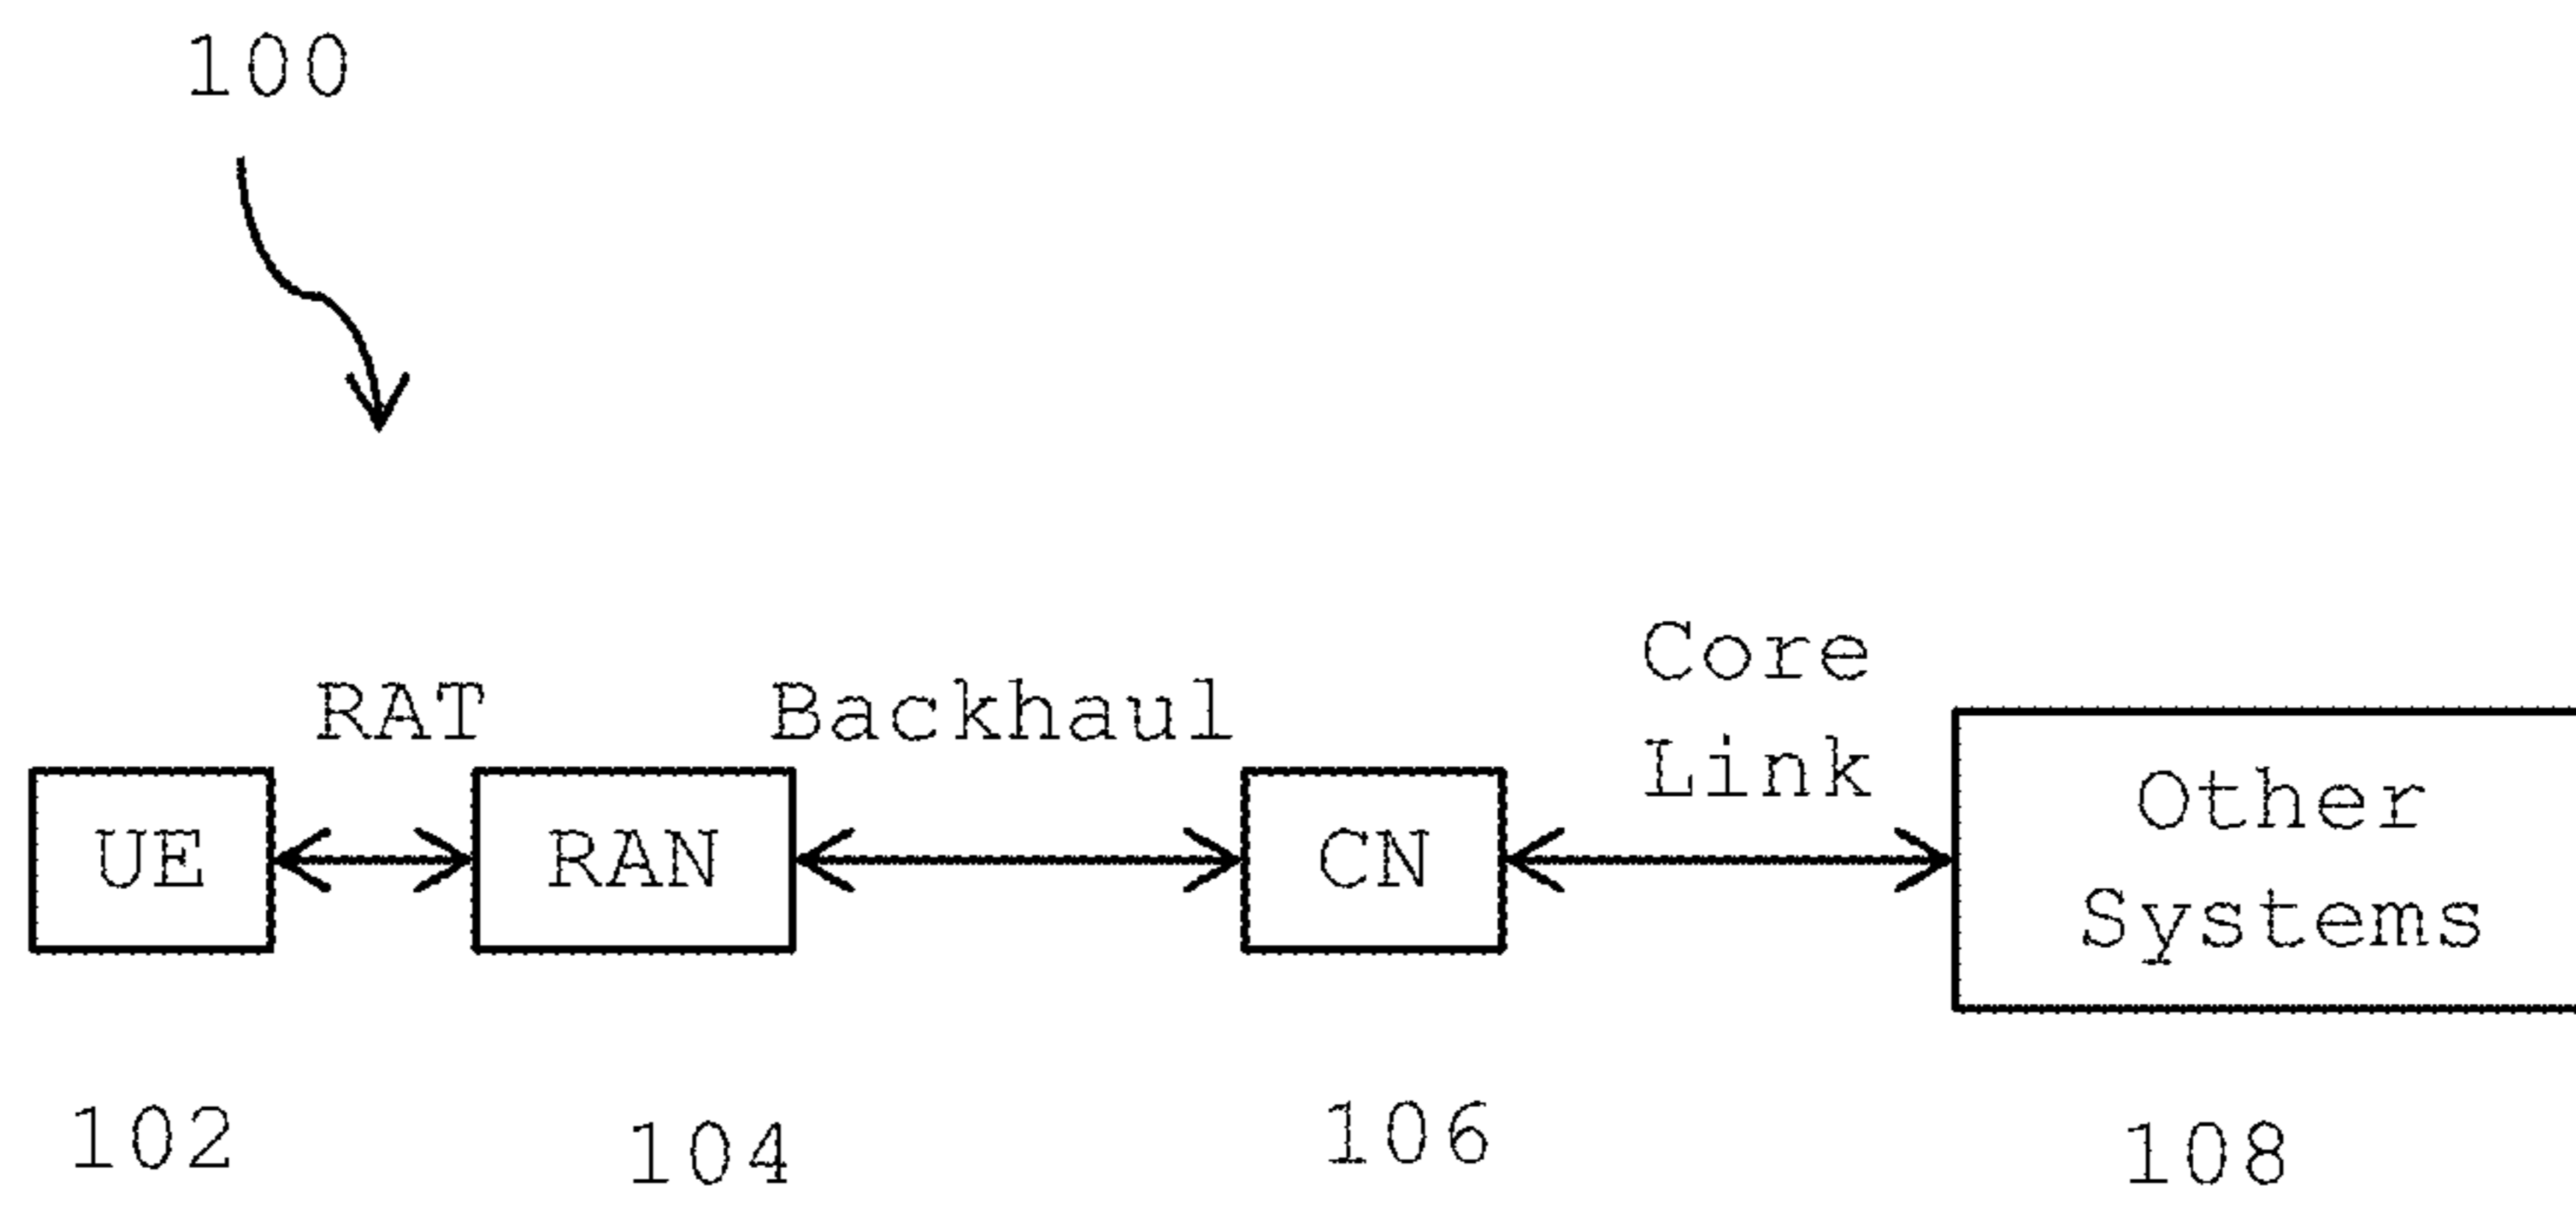 100
RAT
Backhaul
Core
Link
UE
RAN
CN
Other
Systems
102
104
106
108